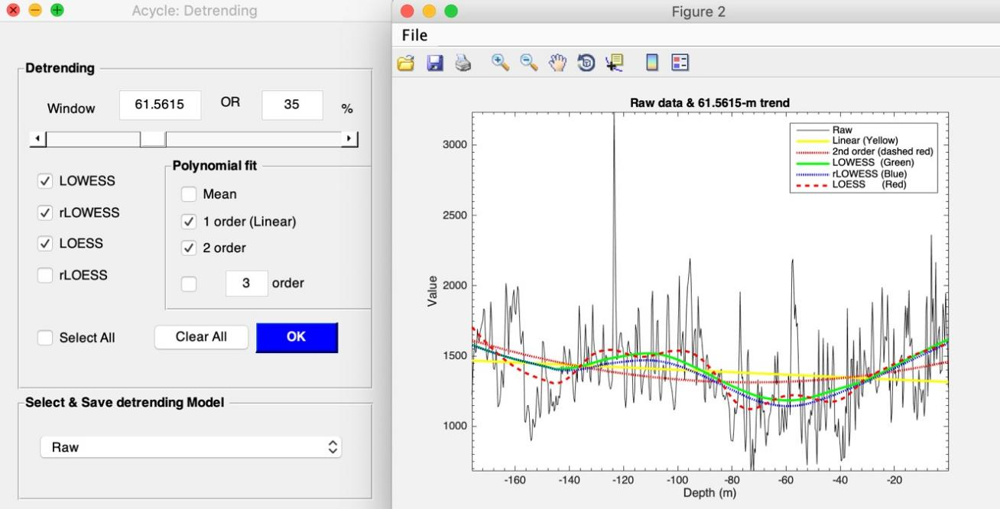 Acycle: Detrending
Detrending
Window 61.5615 OR 35 %
LOWESS
rLOWESS
LOESS
rLOESS
Polynomial fit
Mean
1 order (Linear)
2 order
3 order
Select All
Clear All
OK
Select & Save detrending Model
Raw
Figure 2
File
Raw data & 61.5615-m trend
Raw
Linear (Yellow)
2nd order (dashed red)
LOWESS (Green)
rLOWESS (Blue)
LOESS (Red)
Value
3000
2500
2000
1500
1000
-160 -140 -120 -100 -80 -60 -40 -20
Depth (m)